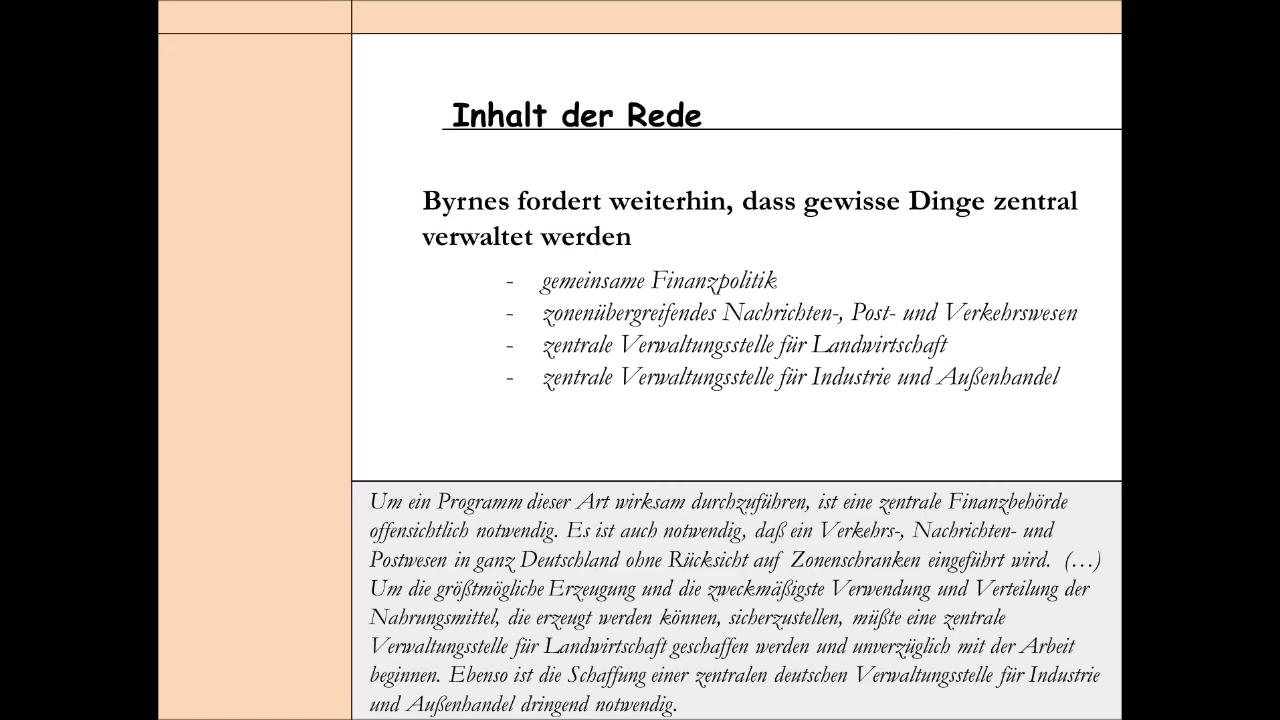 Inhalt der Rede
Byrnes fordert weiterhin, dass gewisse Dinge zentral
verwaltet werden
- gemeinsame Finanzpolitik
- zonenübergreifendes Nachrichten-, Post- und Verkehrswesen
- zentrale Verwaltungsstelle für Landwirtschaft
- zentrale Verwaltungsstelle für Industrie und Außenhandel
Um ein Programm dieser Art wirksam durchzuführen, ist eine zentrale Finanzbehörde
offensichtlich notwendig. Es ist auch notwendig, daß ein Verkehrs-, Nachrichten- und
Postwesen in ganz Deutschland ohne Rücksicht auf Zonenschranken eingeführt wird. (…)
Um die größtmögliche Erzeugung und die zweckmäßigste Verwendung und Verteilung der
Nahrungsmittel, die erzeugt werden können, sicherzustellen, müßte eine zentrale
Verwaltungsstelle für Landwirtschaft geschaffen werden und unverzüglich mit der Arbeit
beginnen. Ebenso ist die Schaffung einer zentralen deutschen Verwaltungsstelle für Industrie
und Außenhandel dringend notwendig.